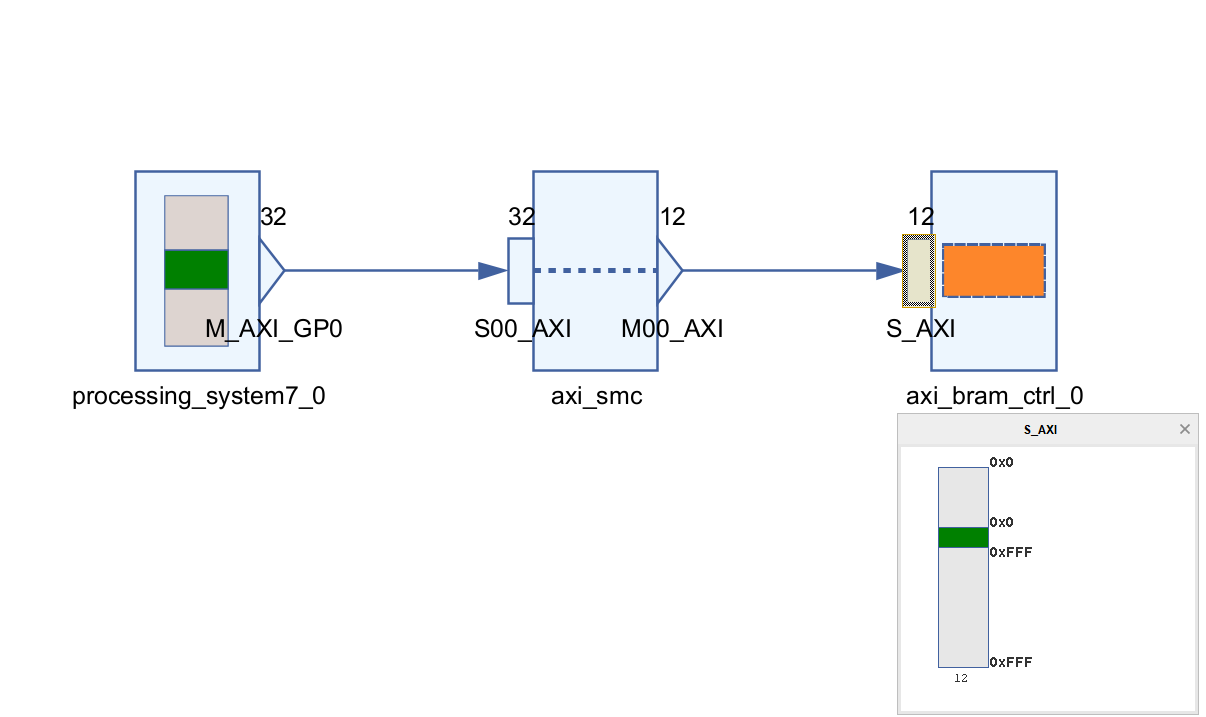 32
32
12
12
M_AXI_GP0
S00_AXI
M00_AXI
S_AXI
processing_system7_0
axi_smc
axi_bram_ctrl_0
S_AXI
0x0
0x0
0xFFF
0xFFF
12